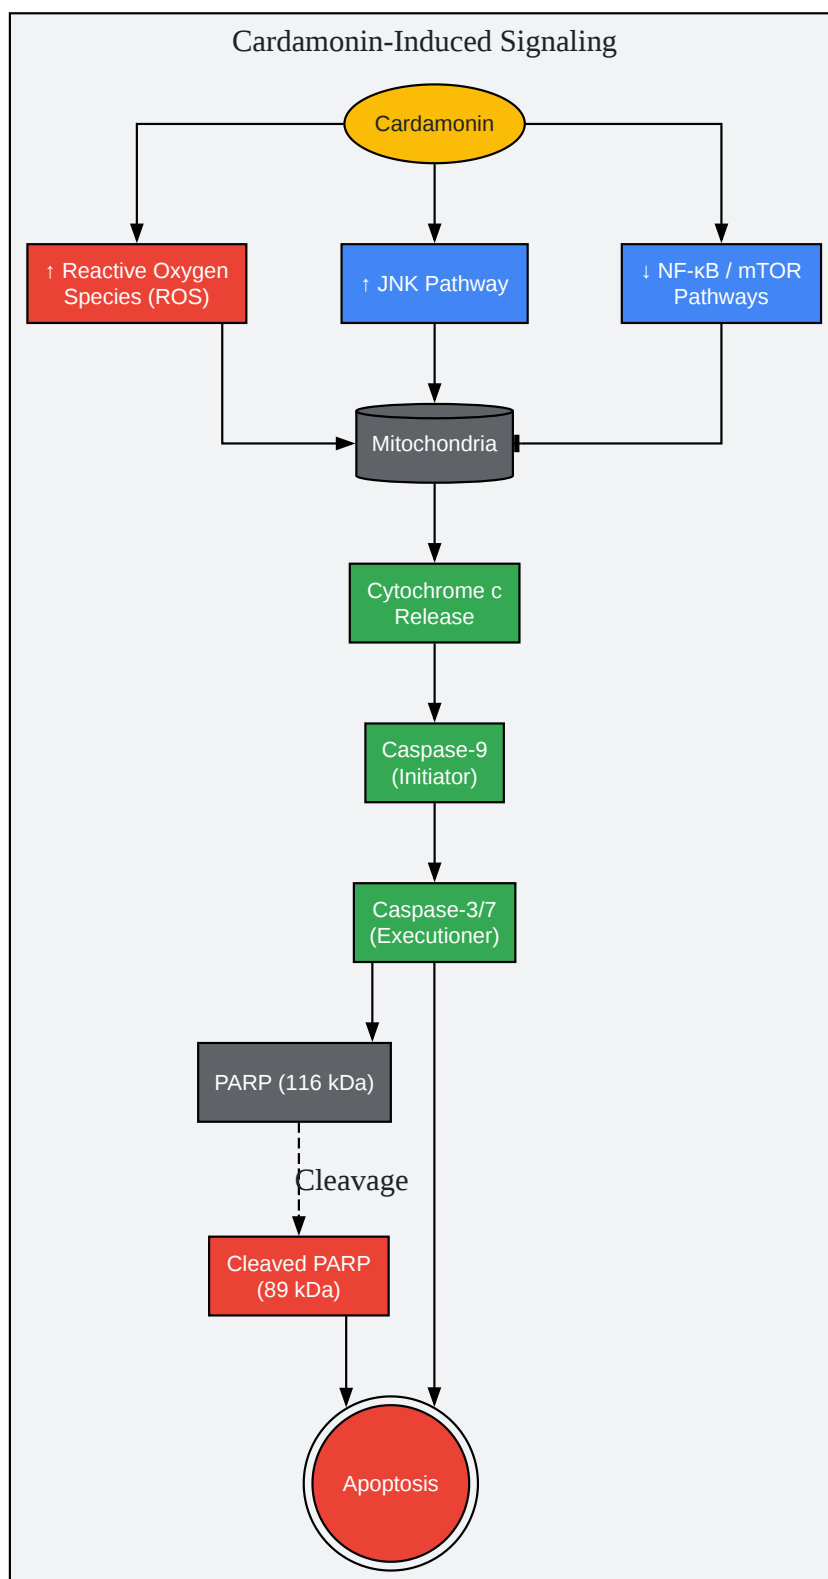 Cardamonin-Induced Signaling
Cardamonin
↑ Reactive Oxygen
Species (ROS)
↑ JNK Pathway
↓ NF-κB / mTOR
Pathways
Mitochondria
Cytochrome c
Release
Caspase-9
(Initiator)
Caspase-3/7
(Executioner)
PARP (116 kDa)
Cleavage
Cleaved PARP
(89 kDa)
Apoptosis